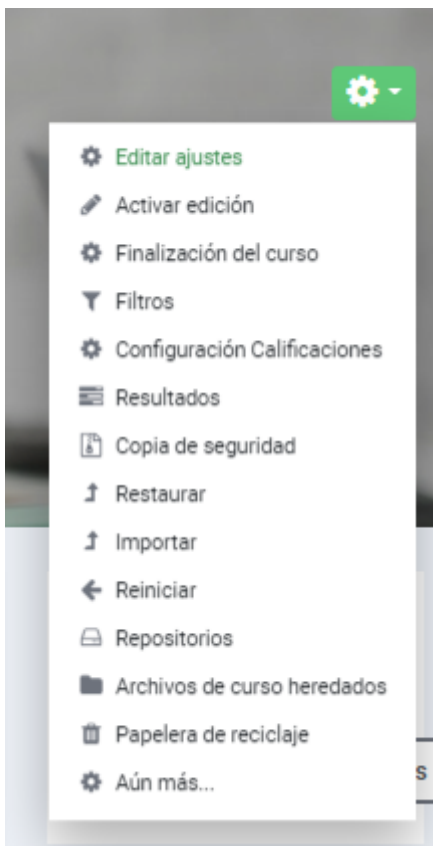 Editar ajustes
Activar edición
Finalización del curso
Filtros
Configuración Calificaciones
Resultados
Copia de seguridad
Restaurar
Importar
Reiniciar
Repositorios
Archivos de curso heredados
Papelera de reciclaje
Aún más...
s